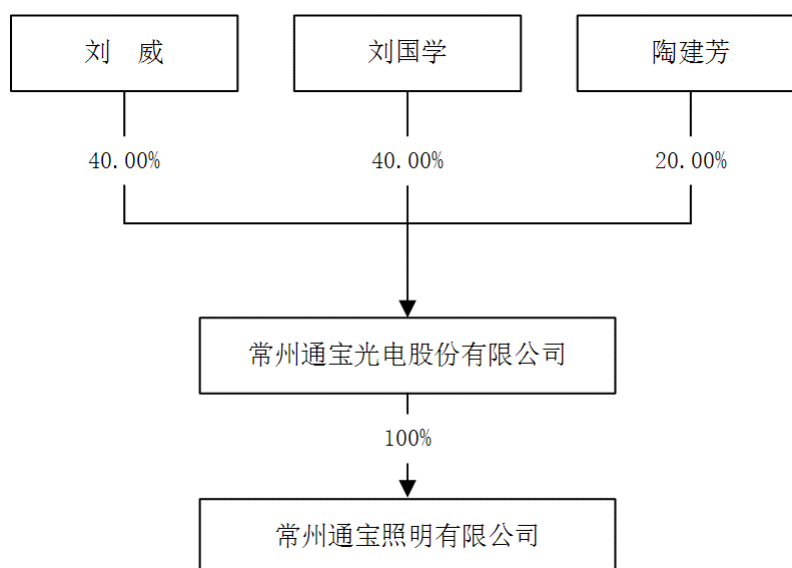 刘　威
刘国学
陶建芳
40.00%
40.00%
20.00%
常州通宝光电股份有限公司
100%
常州通宝照明有限公司